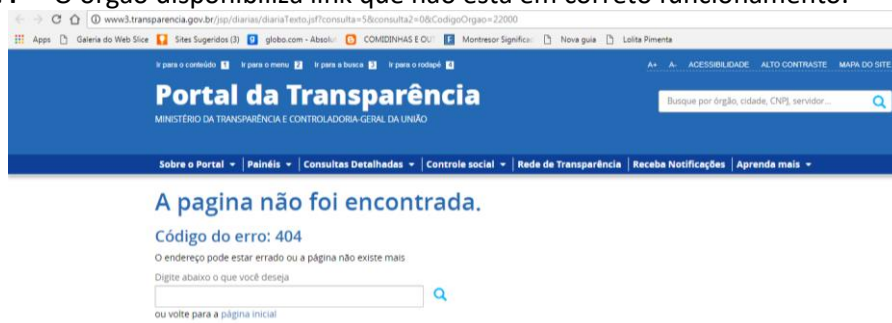 O órgão disponibiliza link que não está em correto funcionamento.
www3.transparencia.gov.br/jsp/diarias/diariaTexto.jsf?consulta=5&consulta2=0&CodigoOrgao=22000
Apps Galeria do Web Slice Sites Sugeridos (3) globo.com - Absolu COMIDINHAS E OU Montresor Significa Nova guia Lolita Pimenta
Ir para o conteúdo 1 Ir para o menu 2 Ir para a busca 3 Ir para o rodapé 4 A+ A- ACESSIBILIDADE ALTO CONTRASTE MAPA DO SITE
Portal da Transparência
Busque por órgão, cidade, CNPJ, servidor...
MINISTÉRIO DA TRANSPARÊNCIA E CONTROLADORIA-GERAL DA UNIÃO
Sobre o Portal Painéis Consultas Detalhadas Controle social Rede de Transparência Receba Notificações Aprenda mais
A pagina não foi encontrada.
Código do erro: 404
O endereço pode estar errado ou a página não existe mais
Digite abaixo o que você deseja
ou volte para a página inicial